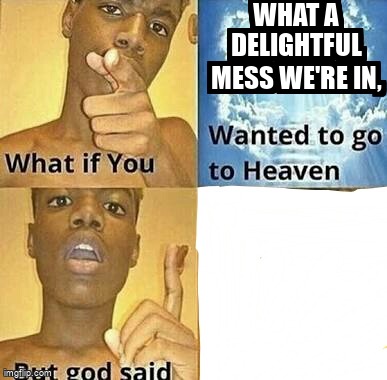 WHAT A
DELIGHTFUL
MESS WE'RE IN,
What if You
Wanted to go
to Heaven
But god said
imgflip.com